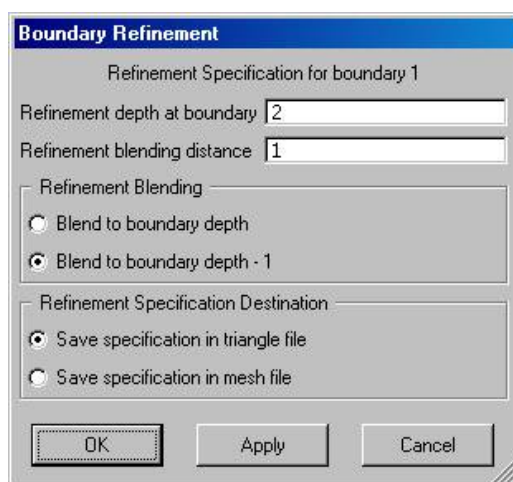 Boundary Refinement
Refinement Specification for boundary 1
Refinement depth at boundary 2
Refinement blending distance 1
Refinement Blending
Blend to boundary depth
Blend to boundary depth - 1
Refinement Specification Destination
Save specification in triangle file
Save specification in mesh file
OK Apply Cancel